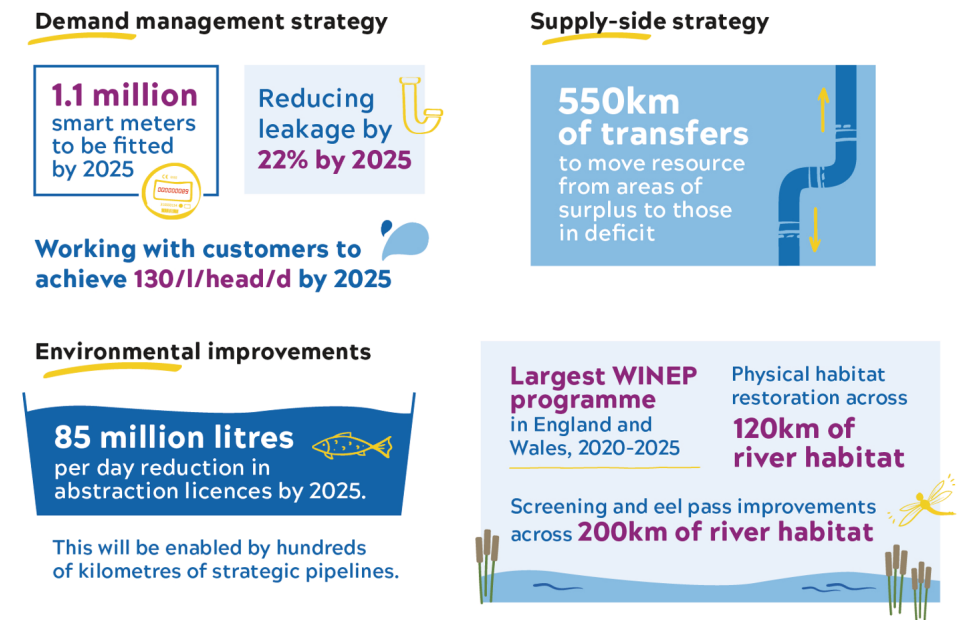 Demand management strategy
1.1 million
smart meters
to be fitted
by 2025
Reducing
leakage by
22% by 2025
Working with customers to
achieve 130/l/head/d by 2025
Supply-side strategy
550km
of transfers
to move resource
from areas of
surplus to those
in deficit
Environmental improvements
85 million litres
per day reduction in
abstraction licences by 2025.
This will be enabled by hundreds
of kilometres of strategic pipelines.
Largest WINEP
programme
in England and
Wales, 2020-2025
Physical habitat
restoration across
120km of
river habitat
Screening and eel pass improvements
across 200km of river habitat